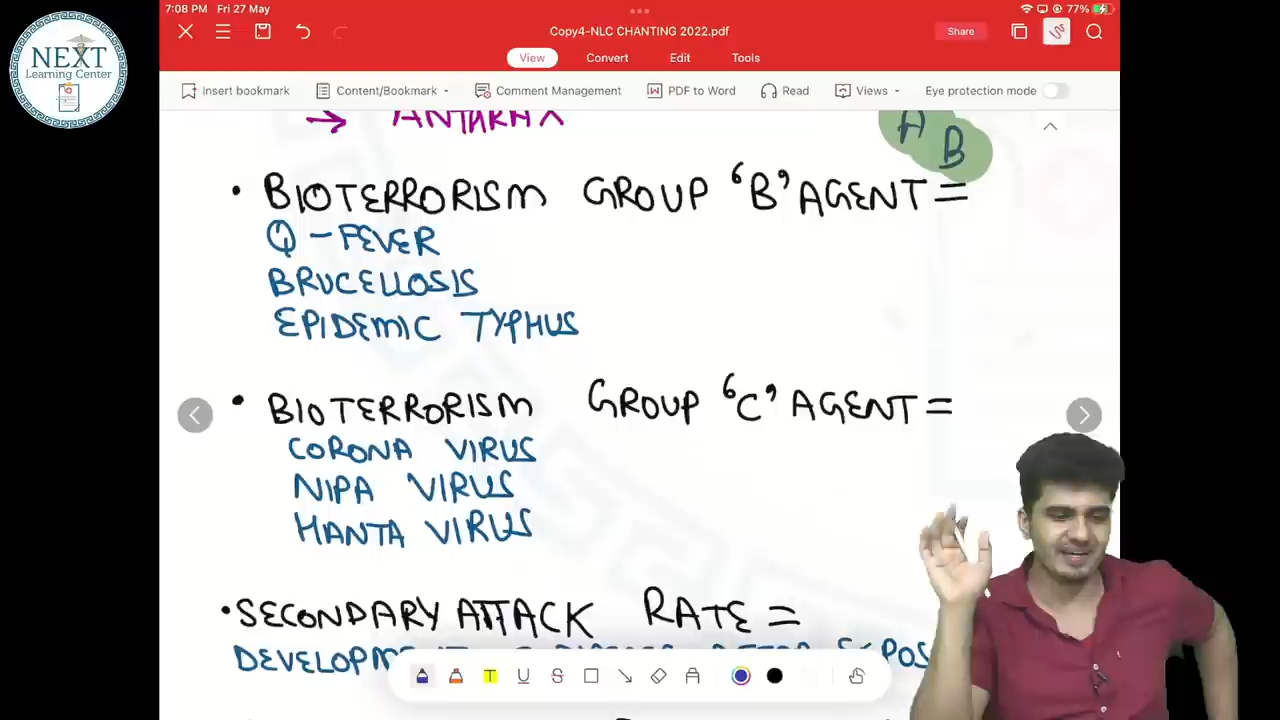 7:08 PM Fri 27 May
77%
NEXT
Learning Center
Copy4-NLC CHANTING 2022.pdf
Share
View
Convert
Edit
Tools
Insert bookmark
Content/Bookmark
Comment Management
PDF to Word
Read
Views
Eye protection mode
→ ANTHRAX
A
B
• BIOTERRORISM GROUP 'B' AGENT =
Q-FEVER
BRUCELLOSIS
EPIDEMIC TYPHUS
• BIOTERRORISM GROUP 'C' AGENT =
CORONA VIRUS
NIPA VIRUS
HANTA VIRUS
• SECONDARY ATTACK RATE =
T U S